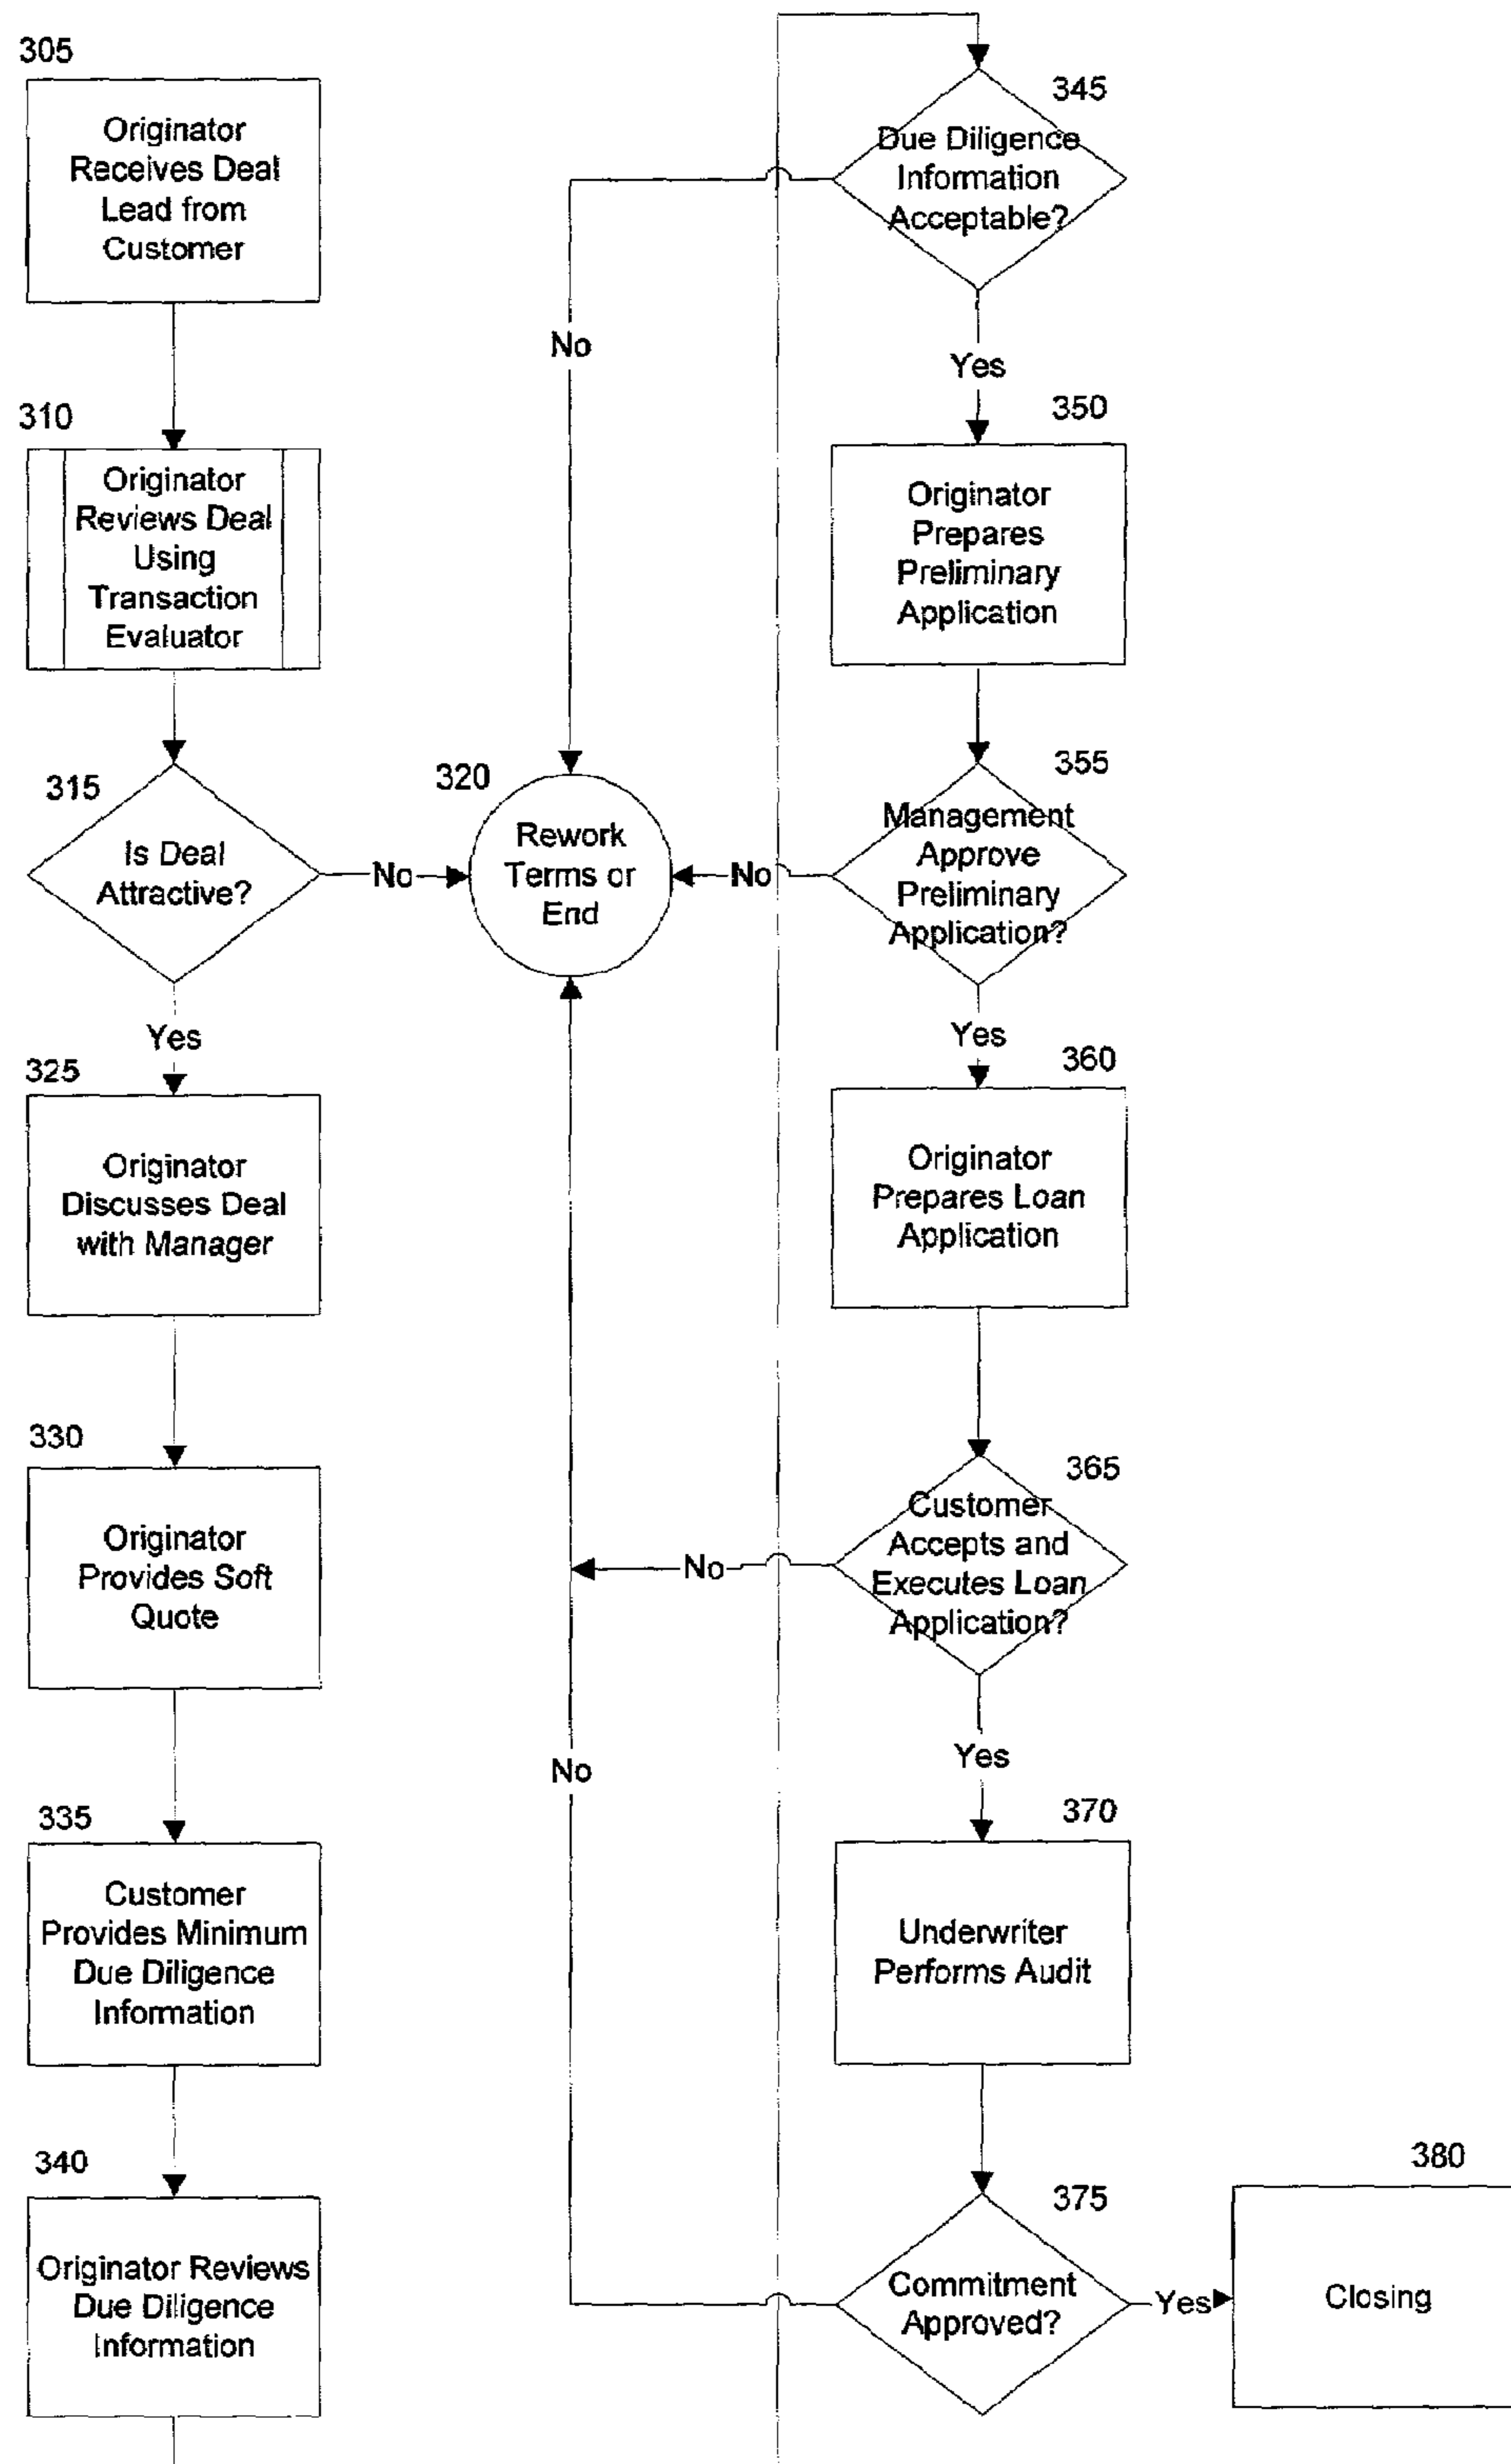 305
Originator
Receives Deal
Lead from
Customer
310
Originator
Reviews Deal
Using
Transaction
Evaluator
315
Is Deal
Attractive?
No
Yes
320
Rework
Terms or
End
325
Originator
Discusses Deal
with Manager
330
Originator
Provides Soft
Quote
335
Customer
Provides Minimum
Due Diligence
Information
340
Originator Reviews
Due Diligence
Information
345
Due Diligence
Information
Acceptable?
No
Yes
350
Originator
Prepares
Preliminary
Application
355
Management
Approve
Preliminary
Application?
No
Yes
360
Originator
Prepares Loan
Application
365
Customer
Accepts and
Executes Loan
Application?
No
Yes
370
Underwriter
Performs Audit
375
Commitment
Approved?
No
Yes
380
Closing